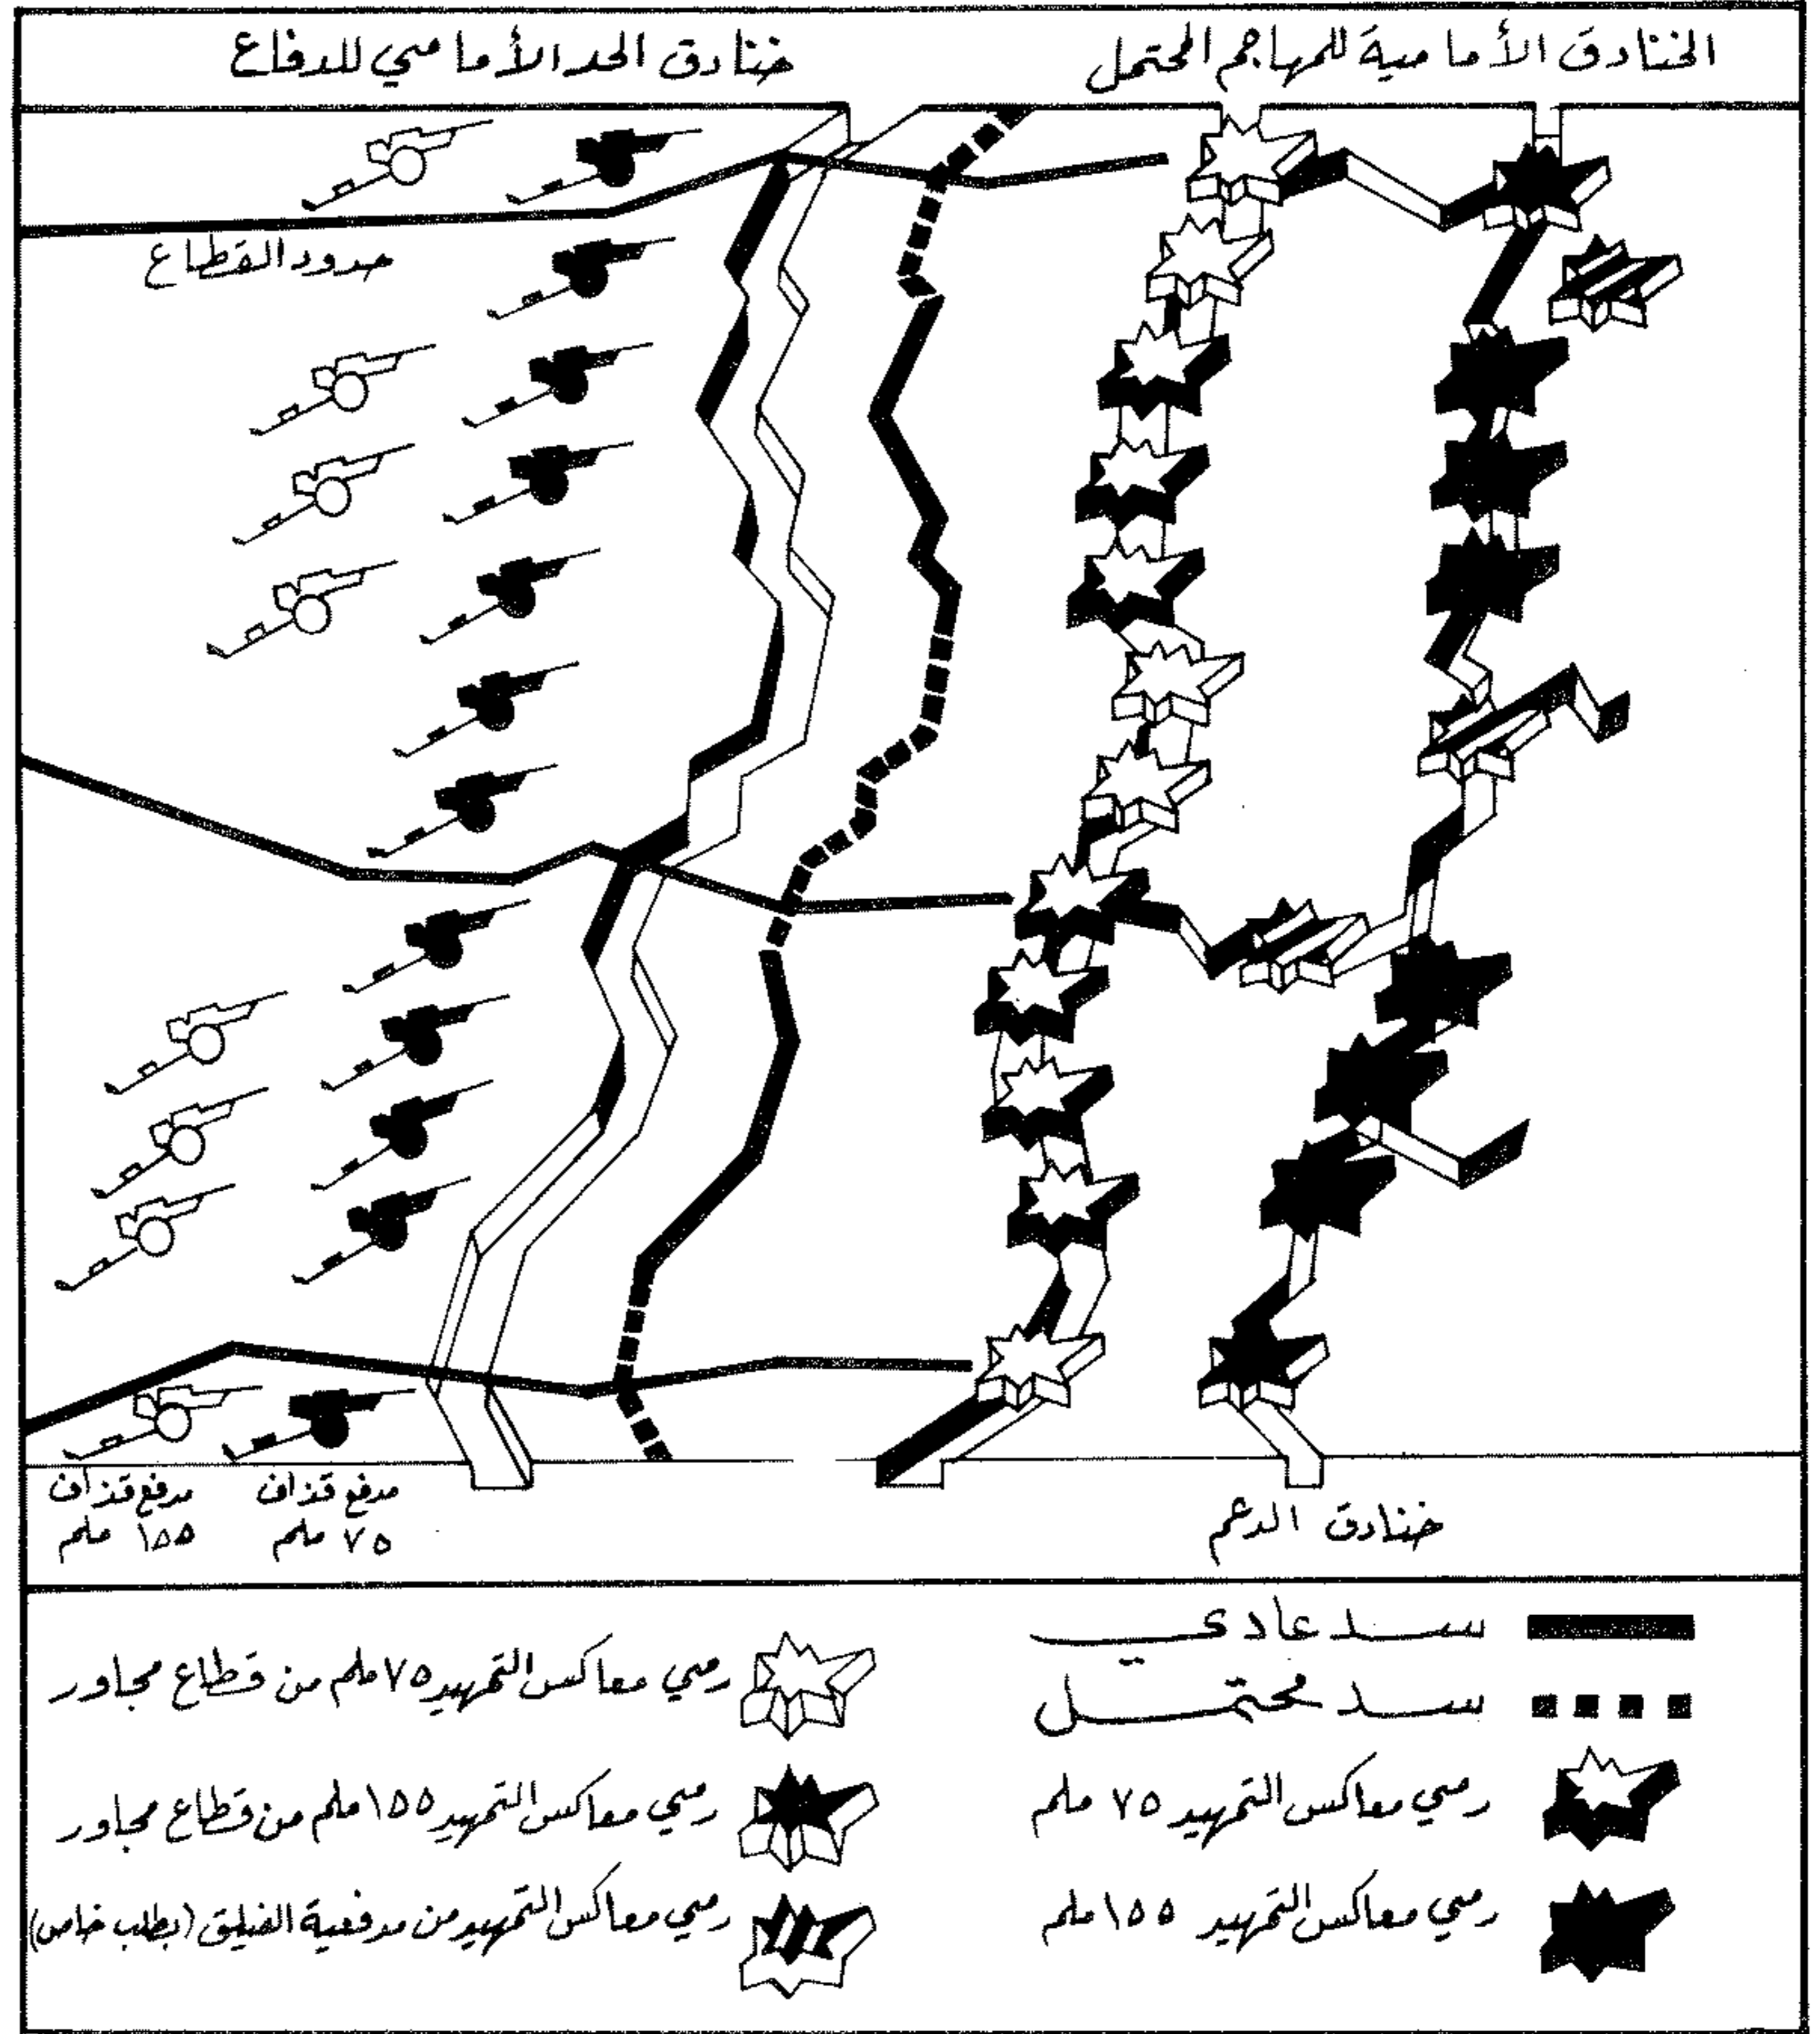 الخنادق الأمامية للمهاجم المحتمل
خنادق الحد الأمامي للدفاع
حدود القطاع
خنادق الدعم
مدفع قذاف
٧٥ ملم
مدفع قذاف
١٥٥ ملم
سد عادي
سد محتمل
رمي معاكس التمهيد ٧٥ ملم
رمي معاكس التمهيد ١٥٥ ملم
رمي معاكس التمهيد ٧٥ ملم من قطاع مجاور
رمي معاكس التمهيد ١٥٥ ملم من قطاع مجاور
رمي معاكس التمهيد من مدفعية الفيلق (بطلب خاص)